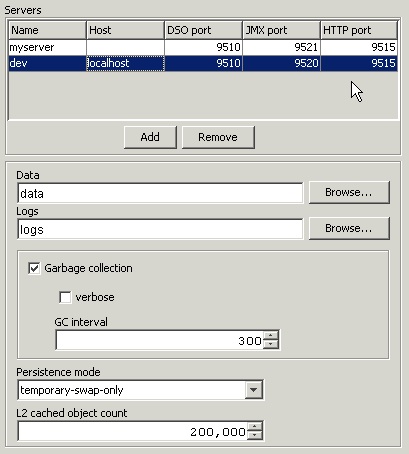 Servers
Name Host DSO port JMX port HTTP port
myserver 9510 9521 9515
dev localhost 9510 9520 9515
Add Remove
Data
data Browse...
Logs
logs Browse...
Garbage collection
verbose
GC interval
300
Persistence mode
temporary-swap-only
L2 cached object count
200,000